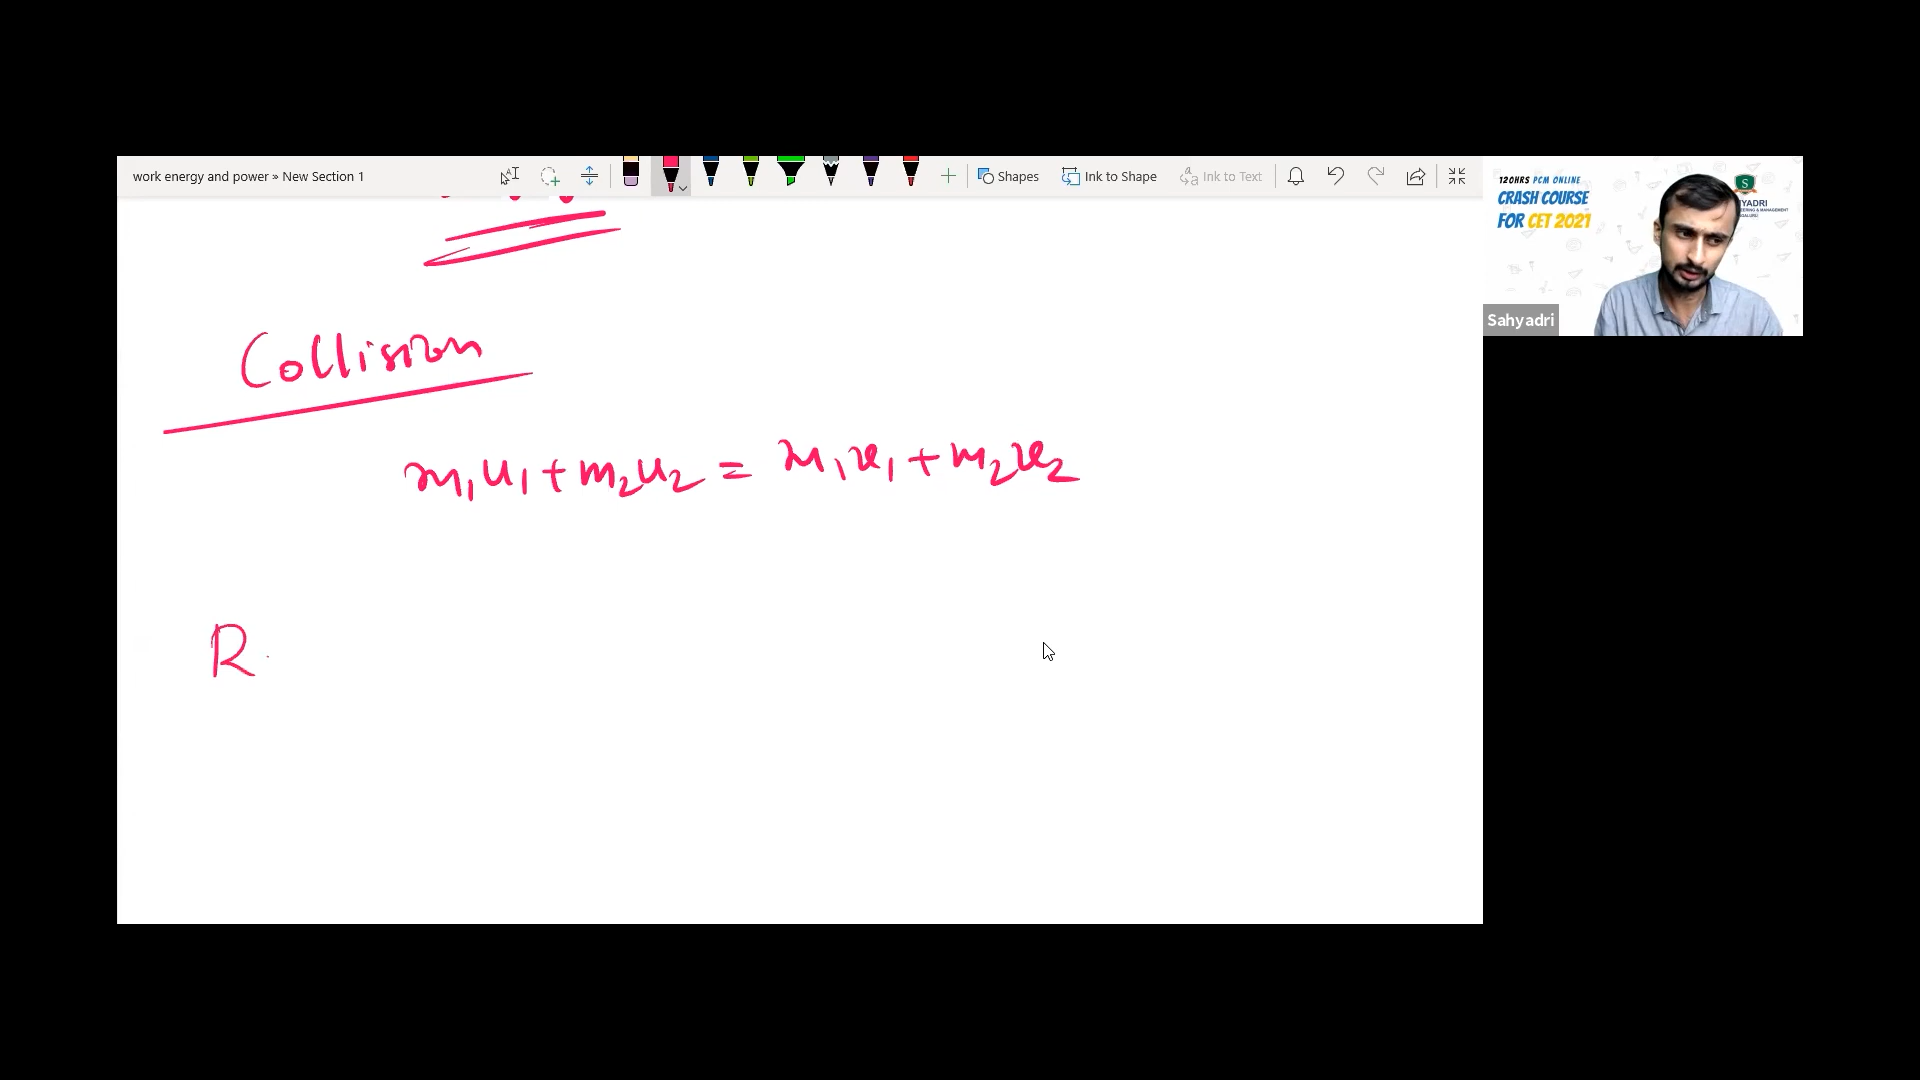 work energy and power » New Section 1
Shapes
Ink to Shape
Ink to Text
120HRS PCM ONLINE
CRASH COURSE
FOR CET 2021
S
Sahyadri
Collision
m₁u₁ + m₂u₂ = m₁v₁ + m₂v₂
R